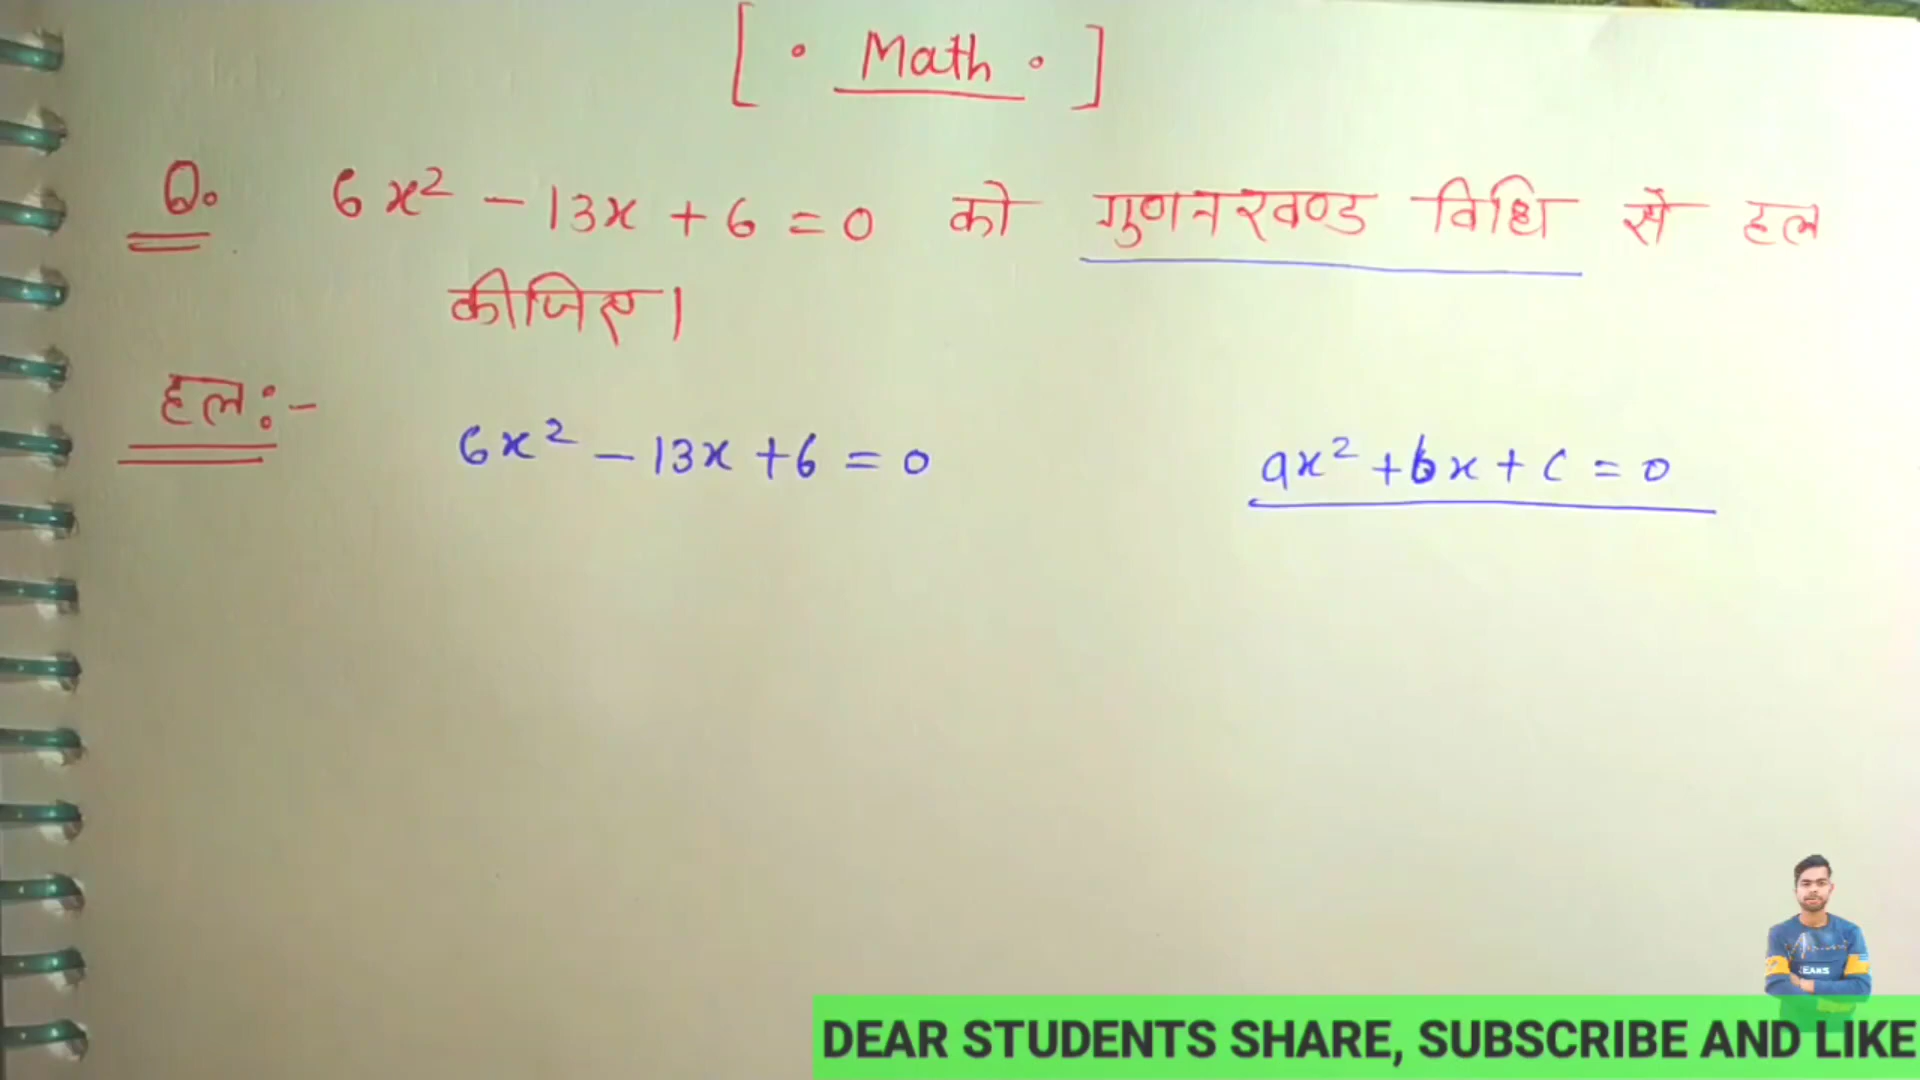 [ • Math • ]
Q. 6x² - 13x + 6 = 0 को गुणनखण्ड विधि से हल
कीजिए।
हल:-
6x² - 13x + 6 = 0
ax² + bx + c = 0
EAKS
DEAR STUDENTS SHARE, SUBSCRIBE AND LIKE